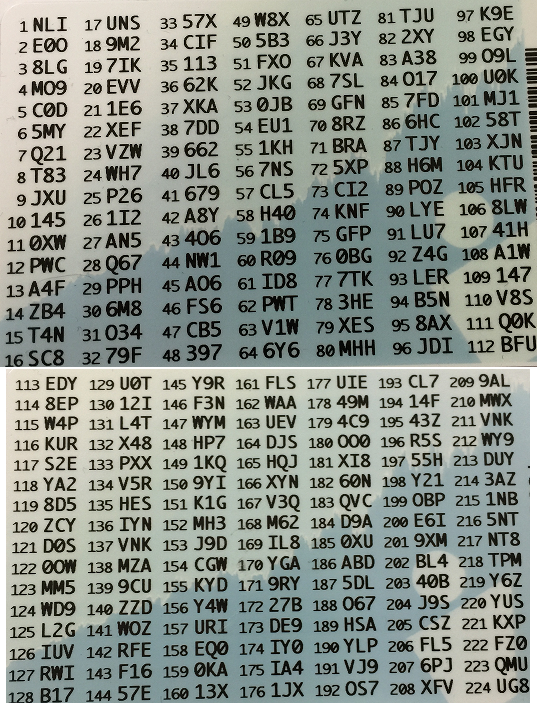 1 NLI 17 UNS 33 57X 49 W8X 65 UTZ 81 TJU 97 K9E
2 E0O 18 9M2 34 CIF 50 5B3 66 J3Y 82 2XY 98 EGY
3 8LG 19 7IK 35 113 51 FXO 67 KVA 83 A38 99 O9L
4 MO9 20 EVV 36 62K 52 JKG 68 7SL 84 O17 100 U0K
5 C0D 21 1E6 37 XKA 53 0JB 69 GFN 85 7FD 101 MJ1
6 5MY 22 XEF 38 7DD 54 EU1 70 8RZ 86 6HC 102 58T
7 Q21 23 VZW 39 662 55 1KH 71 BRA 87 TJY 103 XJN
8 T83 24 WH7 40 JL6 56 7NS 72 5XP 88 H6M 104 KTU
9 JXU 25 P26 41 679 57 CL5 73 CI2 89 POZ 105 HFR
10 145 26 1I2 42 A8Y 58 H40 74 KNF 90 LYE 106 8LW
11 0XW 27 AN5 43 4O6 59 1B9 75 GFP 91 LU7 107 41H
12 PWC 28 Q67 44 NW1 60 R09 76 0BG 92 Z4G 108 A1W
13 A4F 29 PPH 45 AO6 61 ID8 77 7TK 93 LER 109 147
14 ZB4 30 6M8 46 FS6 62 PWT 78 3HE 94 B5N 110 V8S
15 T4N 31 O34 47 CB5 63 V1W 79 XES 95 8AX 111 Q0K
16 SC8 32 79F 48 397 64 6Y6 80 MHH 96 JDI 112 BFU
113 EDY 129 U0T 145 Y9R 161 FLS 177 UIE 193 CL7 209 9AL
114 8EP 130 12I 146 F3N 162 WAA 178 49M 194 14F 210 MWX
115 W4P 131 L4T 147 WYM 163 UEV 179 4C9 195 43Z 211 VNK
116 KUR 132 X48 148 HP7 164 DJS 180 0O0 196 R5S 212 WY9
117 S2E 133 PXX 149 1KQ 165 HQJ 181 XI8 197 55H 213 DUY
118 YA2 134 V5R 150 9YI 166 XYN 182 60N 198 Y21 214 3AZ
119 8D5 135 HES 151 K1G 167 V3Q 183 QVC 199 OBP 215 1NB
120 ZCY 136 IYN 152 MH3 168 M62 184 D9A 200 E6I 216 5NT
121 D0S 137 VNK 153 J9D 169 IL8 185 0XU 201 9XM 217 NT8
122 0OW 138 MZA 154 CGW 170 YGA 186 ABD 202 BL4 218 TPM
123 MM5 139 9CU 155 KYD 171 9RY 187 5DL 203 40B 219 Y6Z
124 WD9 140 ZZD 156 Y4W 172 27B 188 O67 204 J9S 220 YUS
125 L2G 141 WOZ 157 URI 173 DE9 189 HSA 205 CSZ 221 KXP
126 IUV 142 RFE 158 EQ0 174 IY0 190 YLP 206 FL5 222 FZ0
127 RWI 143 F16 159 0KA 175 IA4 191 VJ9 207 6PJ 223 QMU
128 B17 144 57E 160 13X 176 1JX 192 OS7 208 XFV 224 UG8